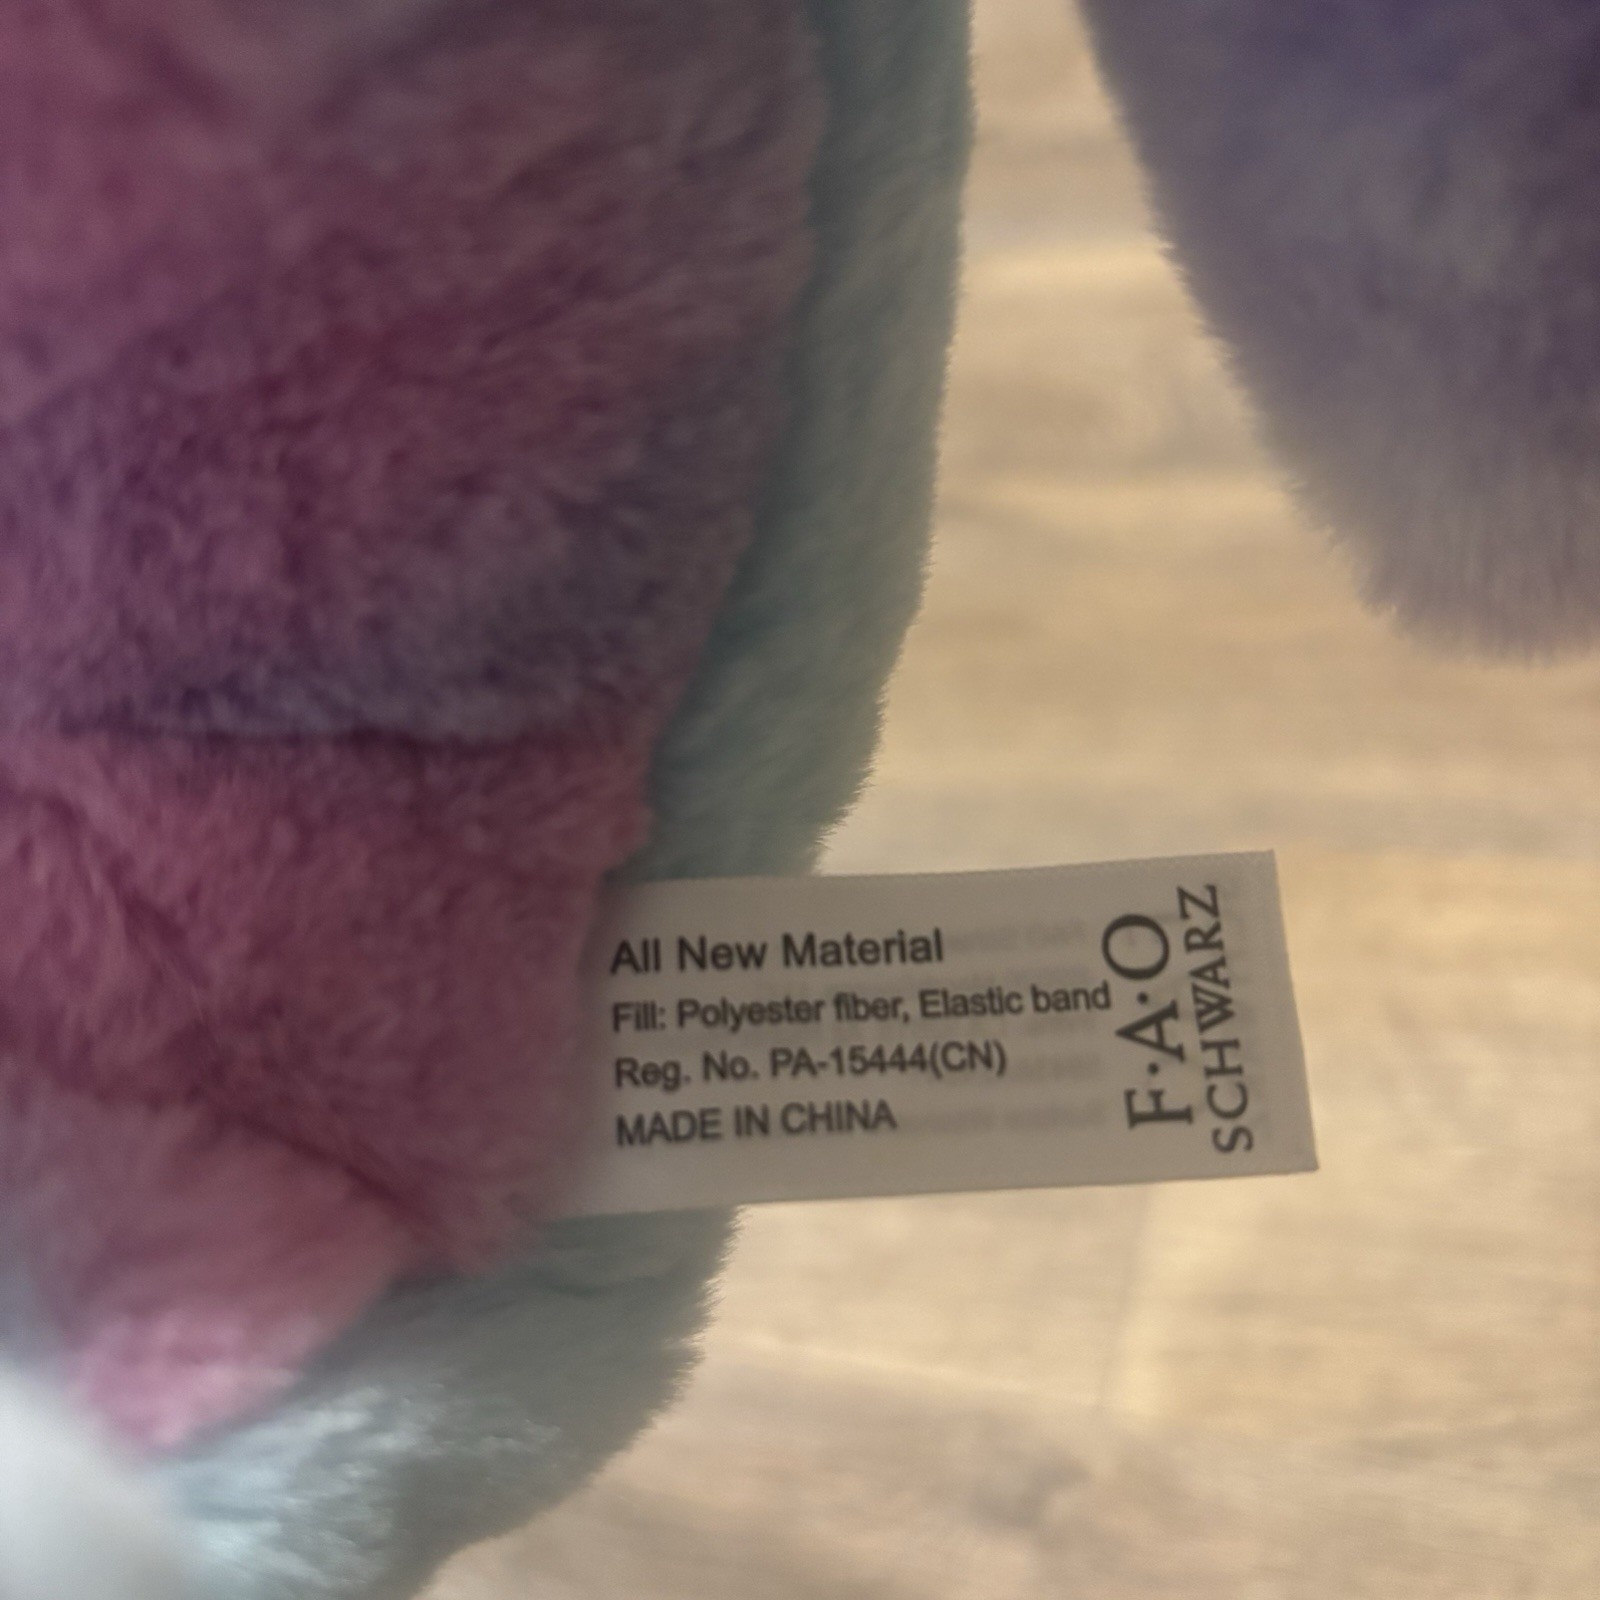 All New Material
Fill: Polyester fiber, Elastic band
Reg. No. PA-15444(CN)
MADE IN CHINA
F·A·O
SCHWARZ